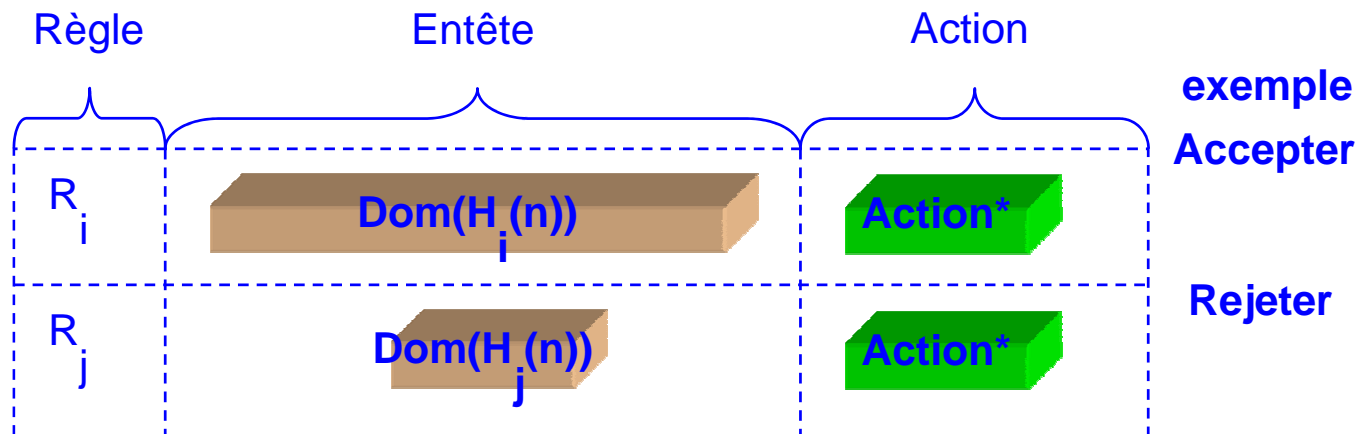 Règle Entête Action
exemple
Accepter
Ri Dom(Hi(n)) Action*
Rejeter
Rj Dom(Hj(n)) Action*